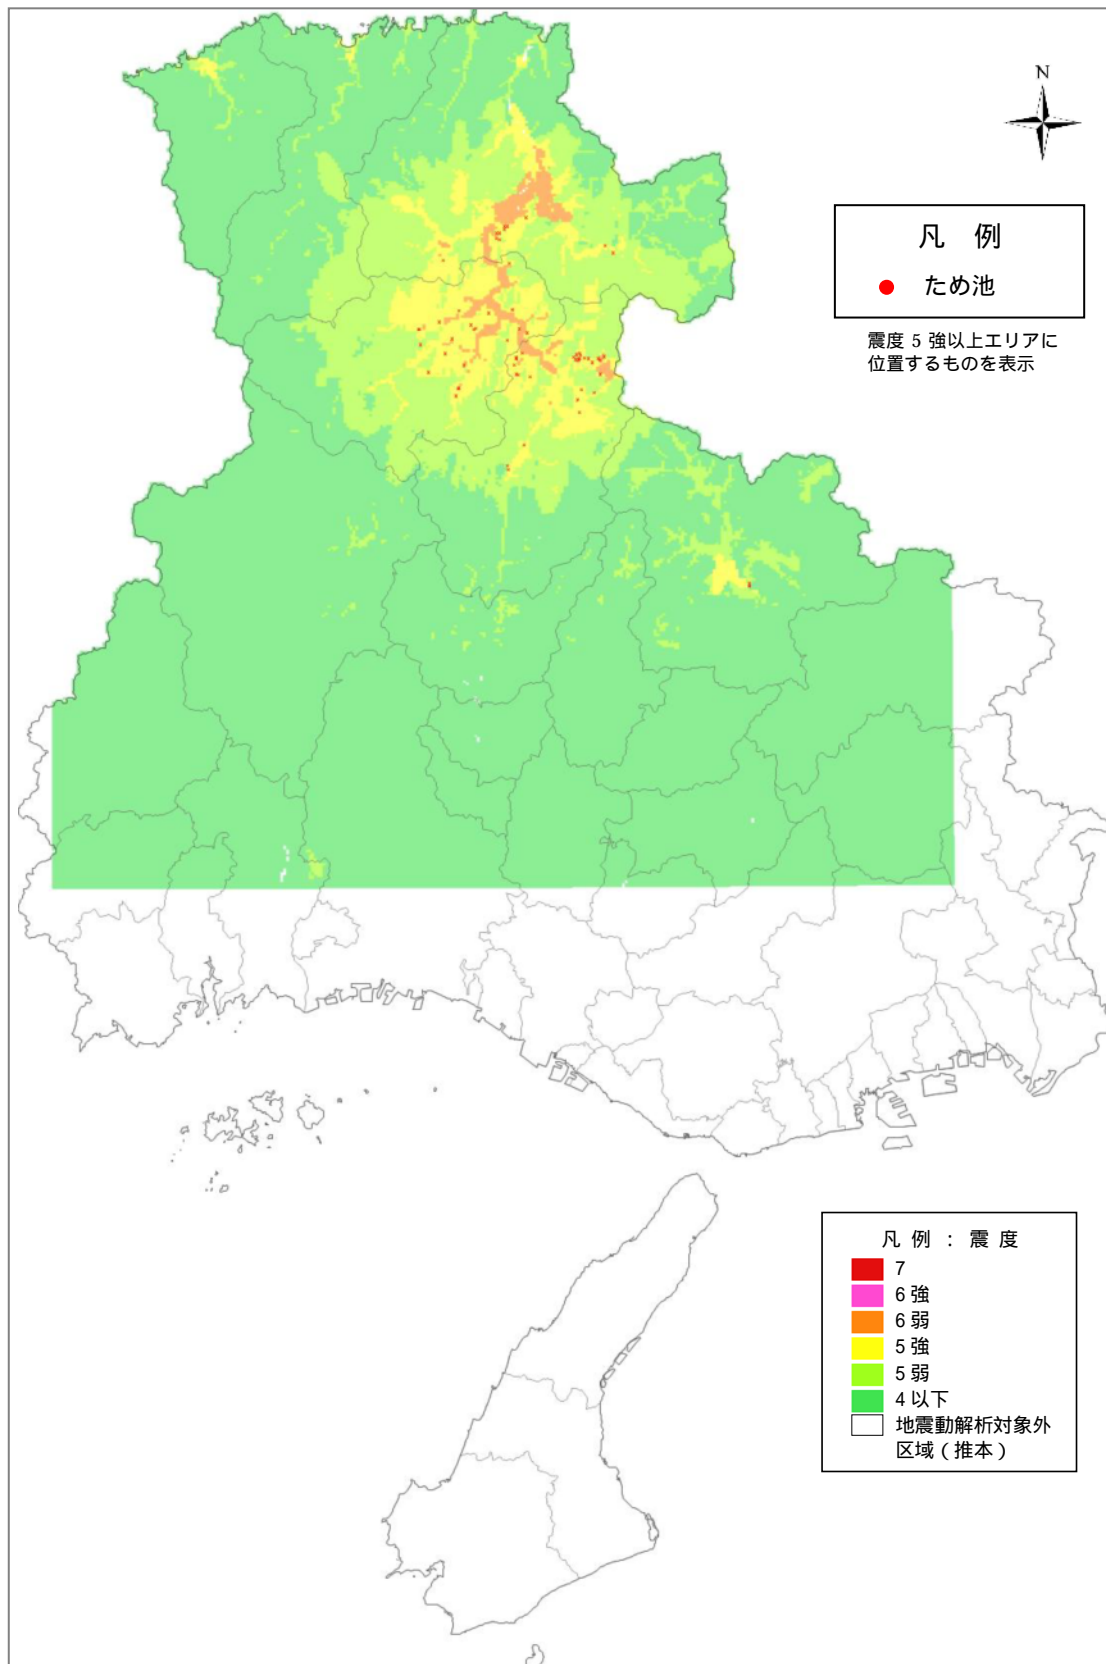 N
凡 例
ため池
震度 5 強以上エリアに
位置するものを表示
凡 例 : 震 度
7
6 強
6 弱
5 強
5 弱
4 以下
地震動解析対象外
区域 ( 推本 )